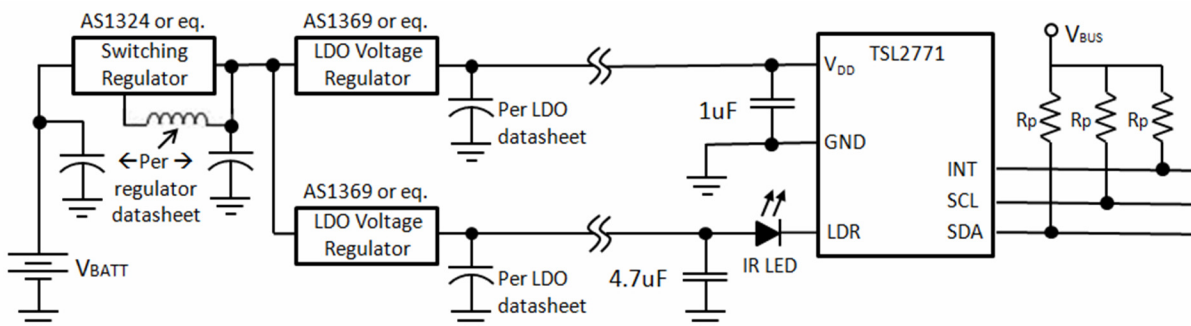 AS1324 or eq.
Switching
Regulator
←Per →
regulator
datasheet
VBATT
AS1369 or eq.
LDO Voltage
Regulator
Per LDO
datasheet
AS1369 or eq.
LDO Voltage
Regulator
Per LDO
datasheet
1uF
4.7uF
IR LED
TSL2771
VDD
GND
LDR
INT
SCL
SDA
VBUS
Rp
Rp
Rp